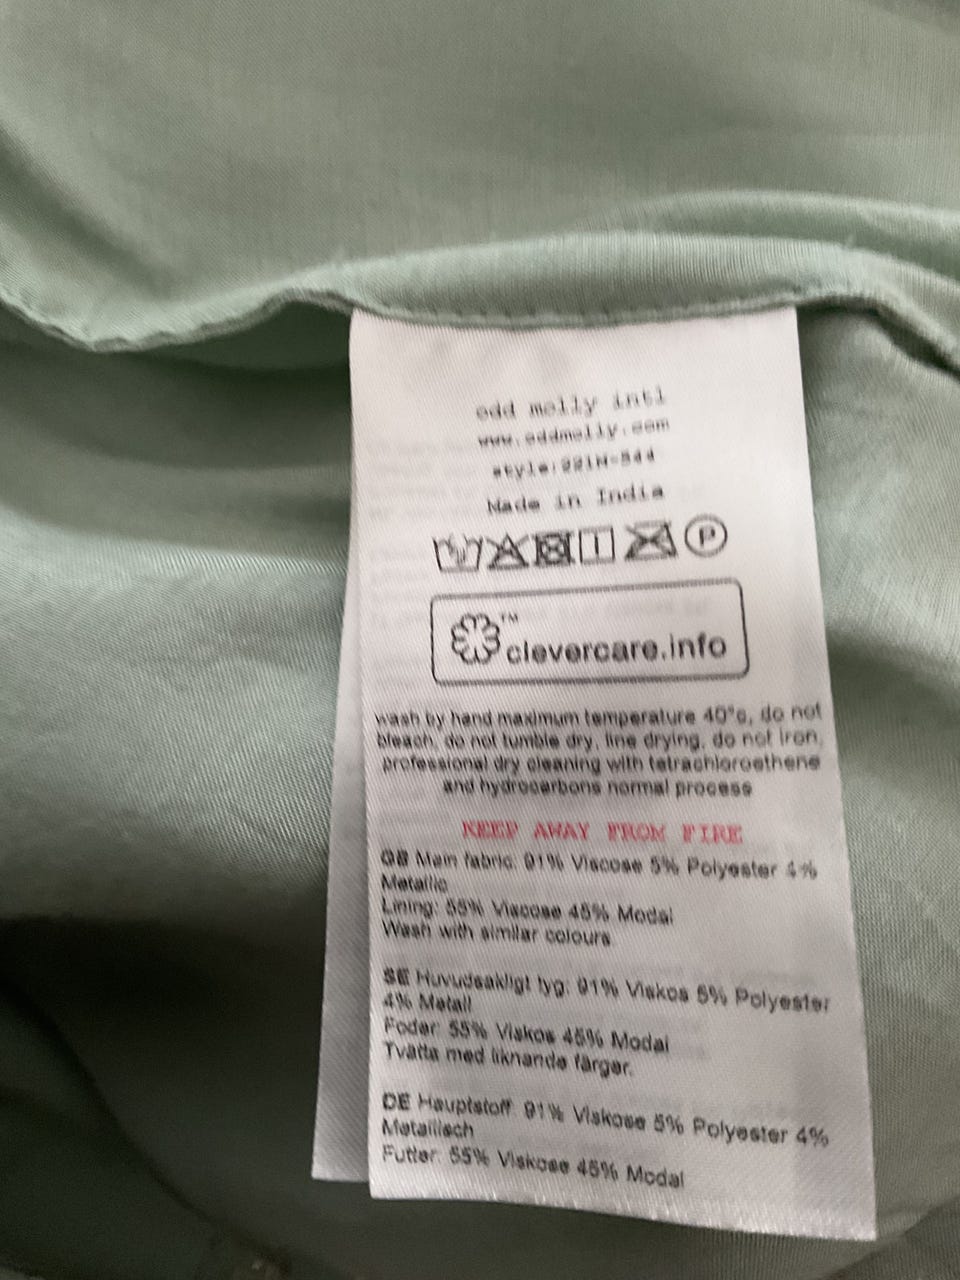 odd molly intl
www.oddmolly.com
style:221W-544
Made in India
P
clevercare.info™
wash by hand maximum temperature 40°c, do not
bleach, do not tumble dry, line drying, do not iron,
professional dry cleaning with tetrachloroethene
and hydrocarbons normal process
KEEP AWAY FROM FIRE
GB Main fabric: 91% Viscose 5% Polyester 4%
Metallic
Lining: 55% Viscose 45% Modal
Wash with similar colours.
SE Huvudsakligt tyg: 91% Viskos 5% Polyester
4% Metall
Foder: 55% Viskos 45% Modal
Tvätta med liknande färger.
DE Hauptstoff: 91% Viskose 5% Polyester 4%
Metallisch
Futter: 55% Viskose 45% Modal